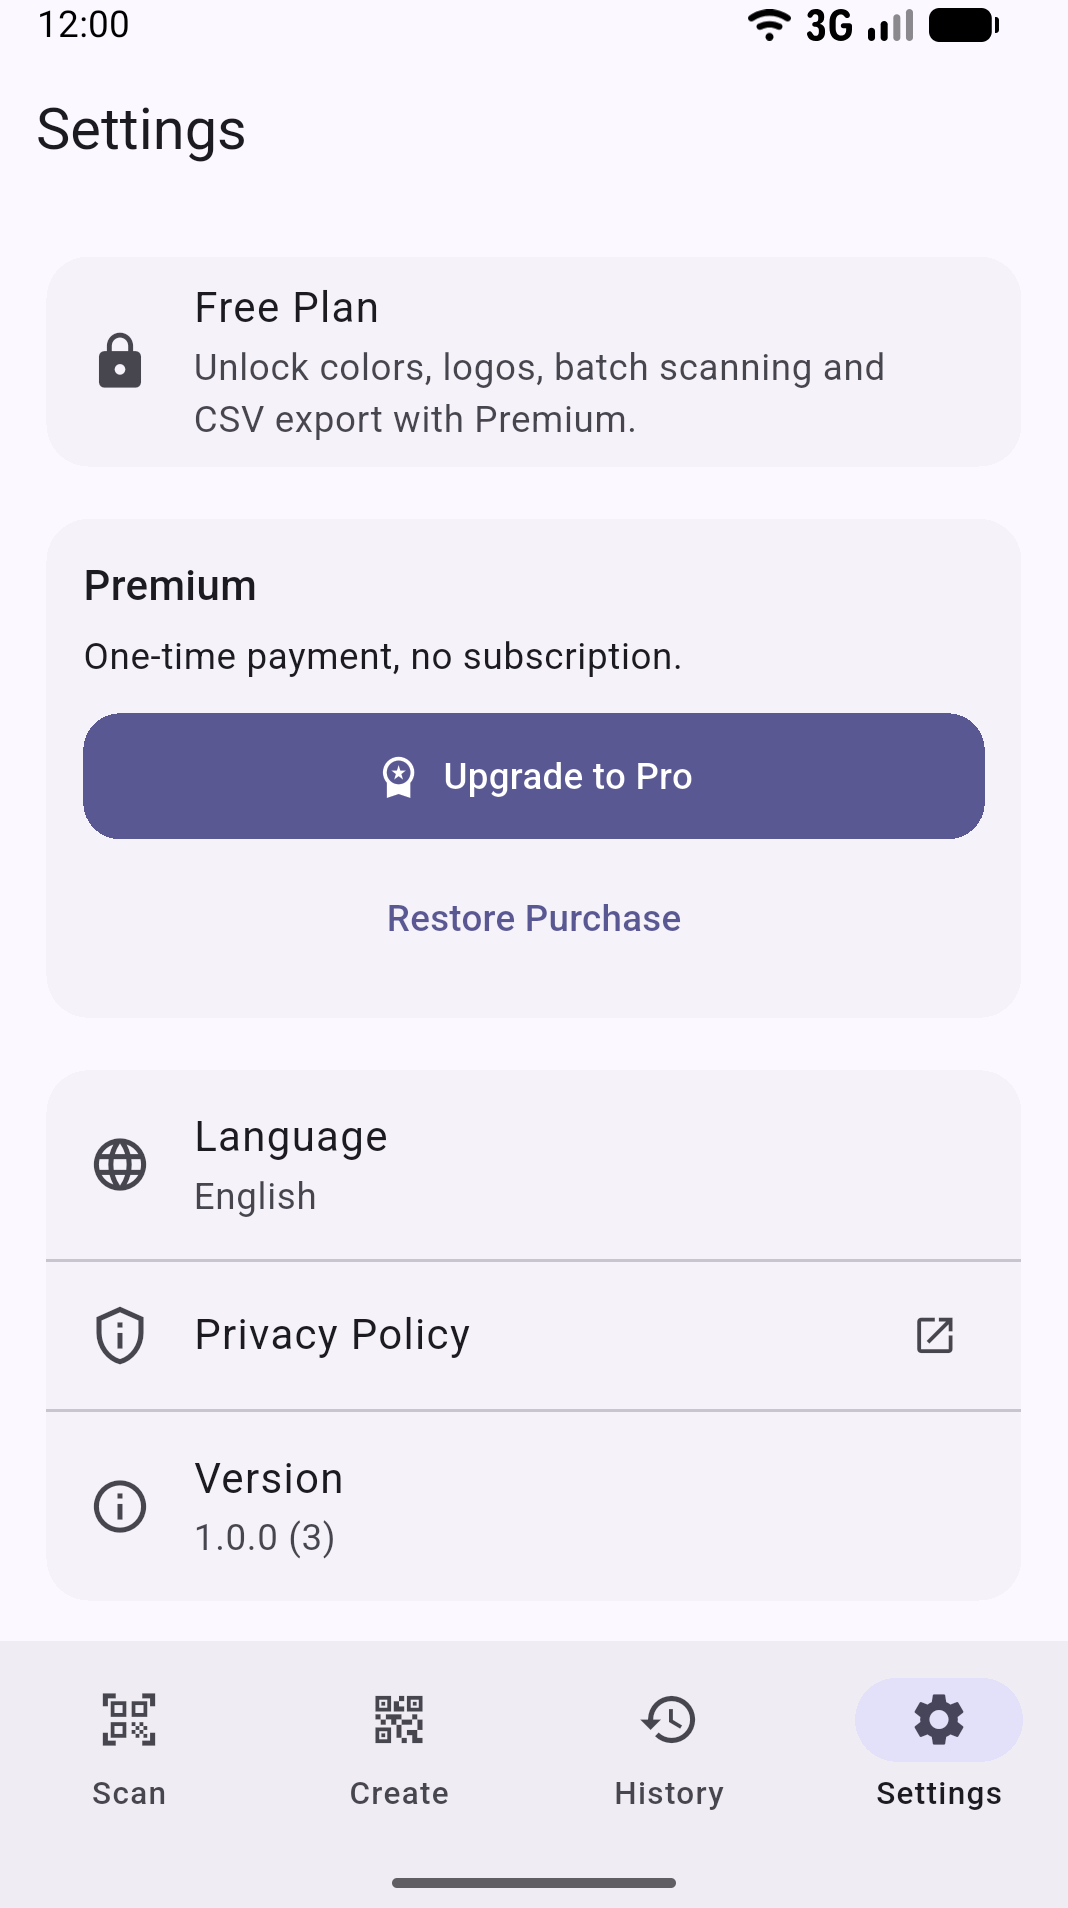 12:00
3G
Settings
Free Plan
Unlock colors, logos, batch scanning and
CSV export with Premium.
Premium
One-time payment, no subscription.
Upgrade to Pro
Restore Purchase
Language
English
Privacy Policy
Version
1.0.0 (3)
Scan
Create
History
Settings